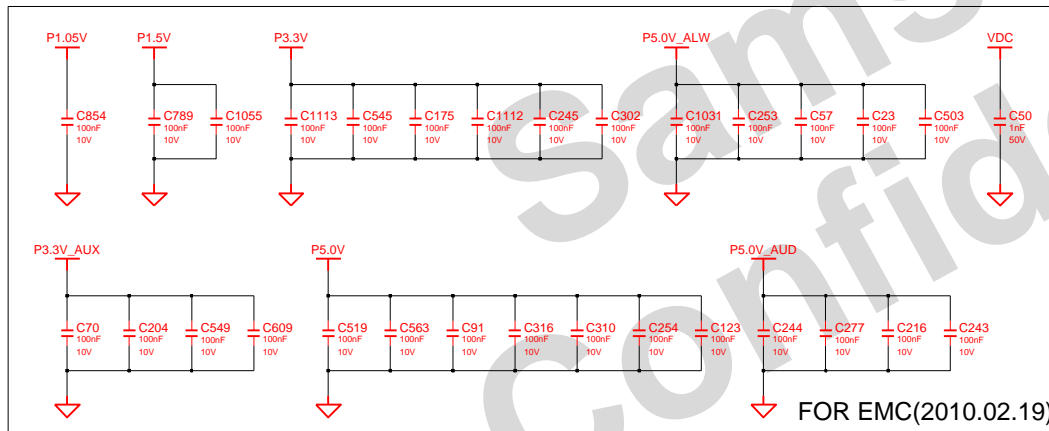 P1.05V
C854
100nF
10V
P1.5V
C789
100nF
10V
C1055
100nF
10V
P3.3V
C1113
100nF
10V
C545
100nF
10V
C175
100nF
10V
C1112
100nF
10V
C245
100nF
10V
C302
100nF
10V
P5.0V_ALW
C1031
100nF
10V
C253
100nF
10V
C57
100nF
10V
C23
100nF
10V
C503
100nF
10V
VDC
C50
1nF
50V
P3.3V_AUX
C70
100nF
10V
C204
100nF
10V
C549
100nF
10V
C609
100nF
10V
P5.0V
C519
100nF
10V
C563
100nF
10V
C91
100nF
10V
C316
100nF
10V
C310
100nF
10V
C254
100nF
10V
C123
100nF
10V
P5.0V_AUD
C244
100nF
10V
C277
100nF
10V
C216
100nF
10V
C243
100nF
10V
FOR EMC(2010.02.19)
Sams
Confid